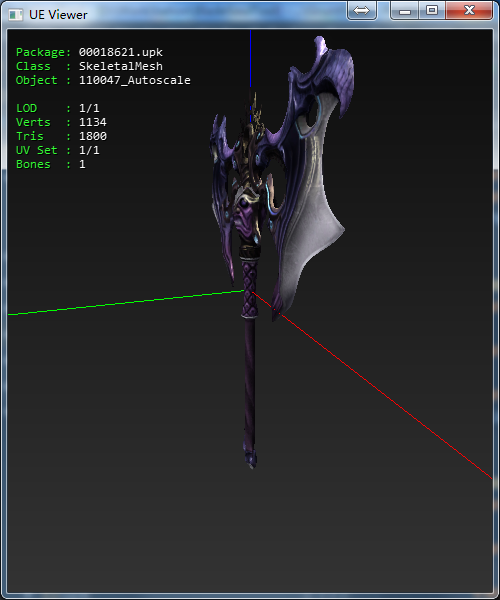 UE Viewer
Package: 00018621.upk
Class  : SkeletalMesh
Object : 110047_Autoscale
LOD    : 1/1
Verts  : 1134
Tris   : 1800
UV Set : 1/1
Bones  : 1